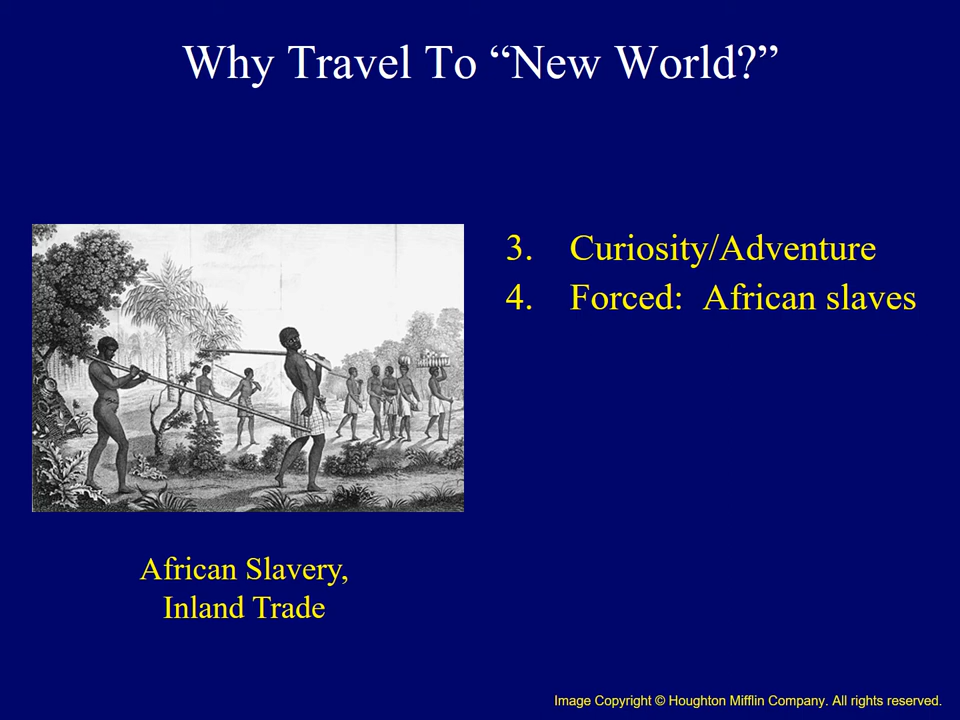 Why Travel To “New World?”
3. Curiosity/Adventure
4. Forced: African slaves
African Slavery,
Inland Trade
Image Copyright © Houghton Mifflin Company. All rights reserved.